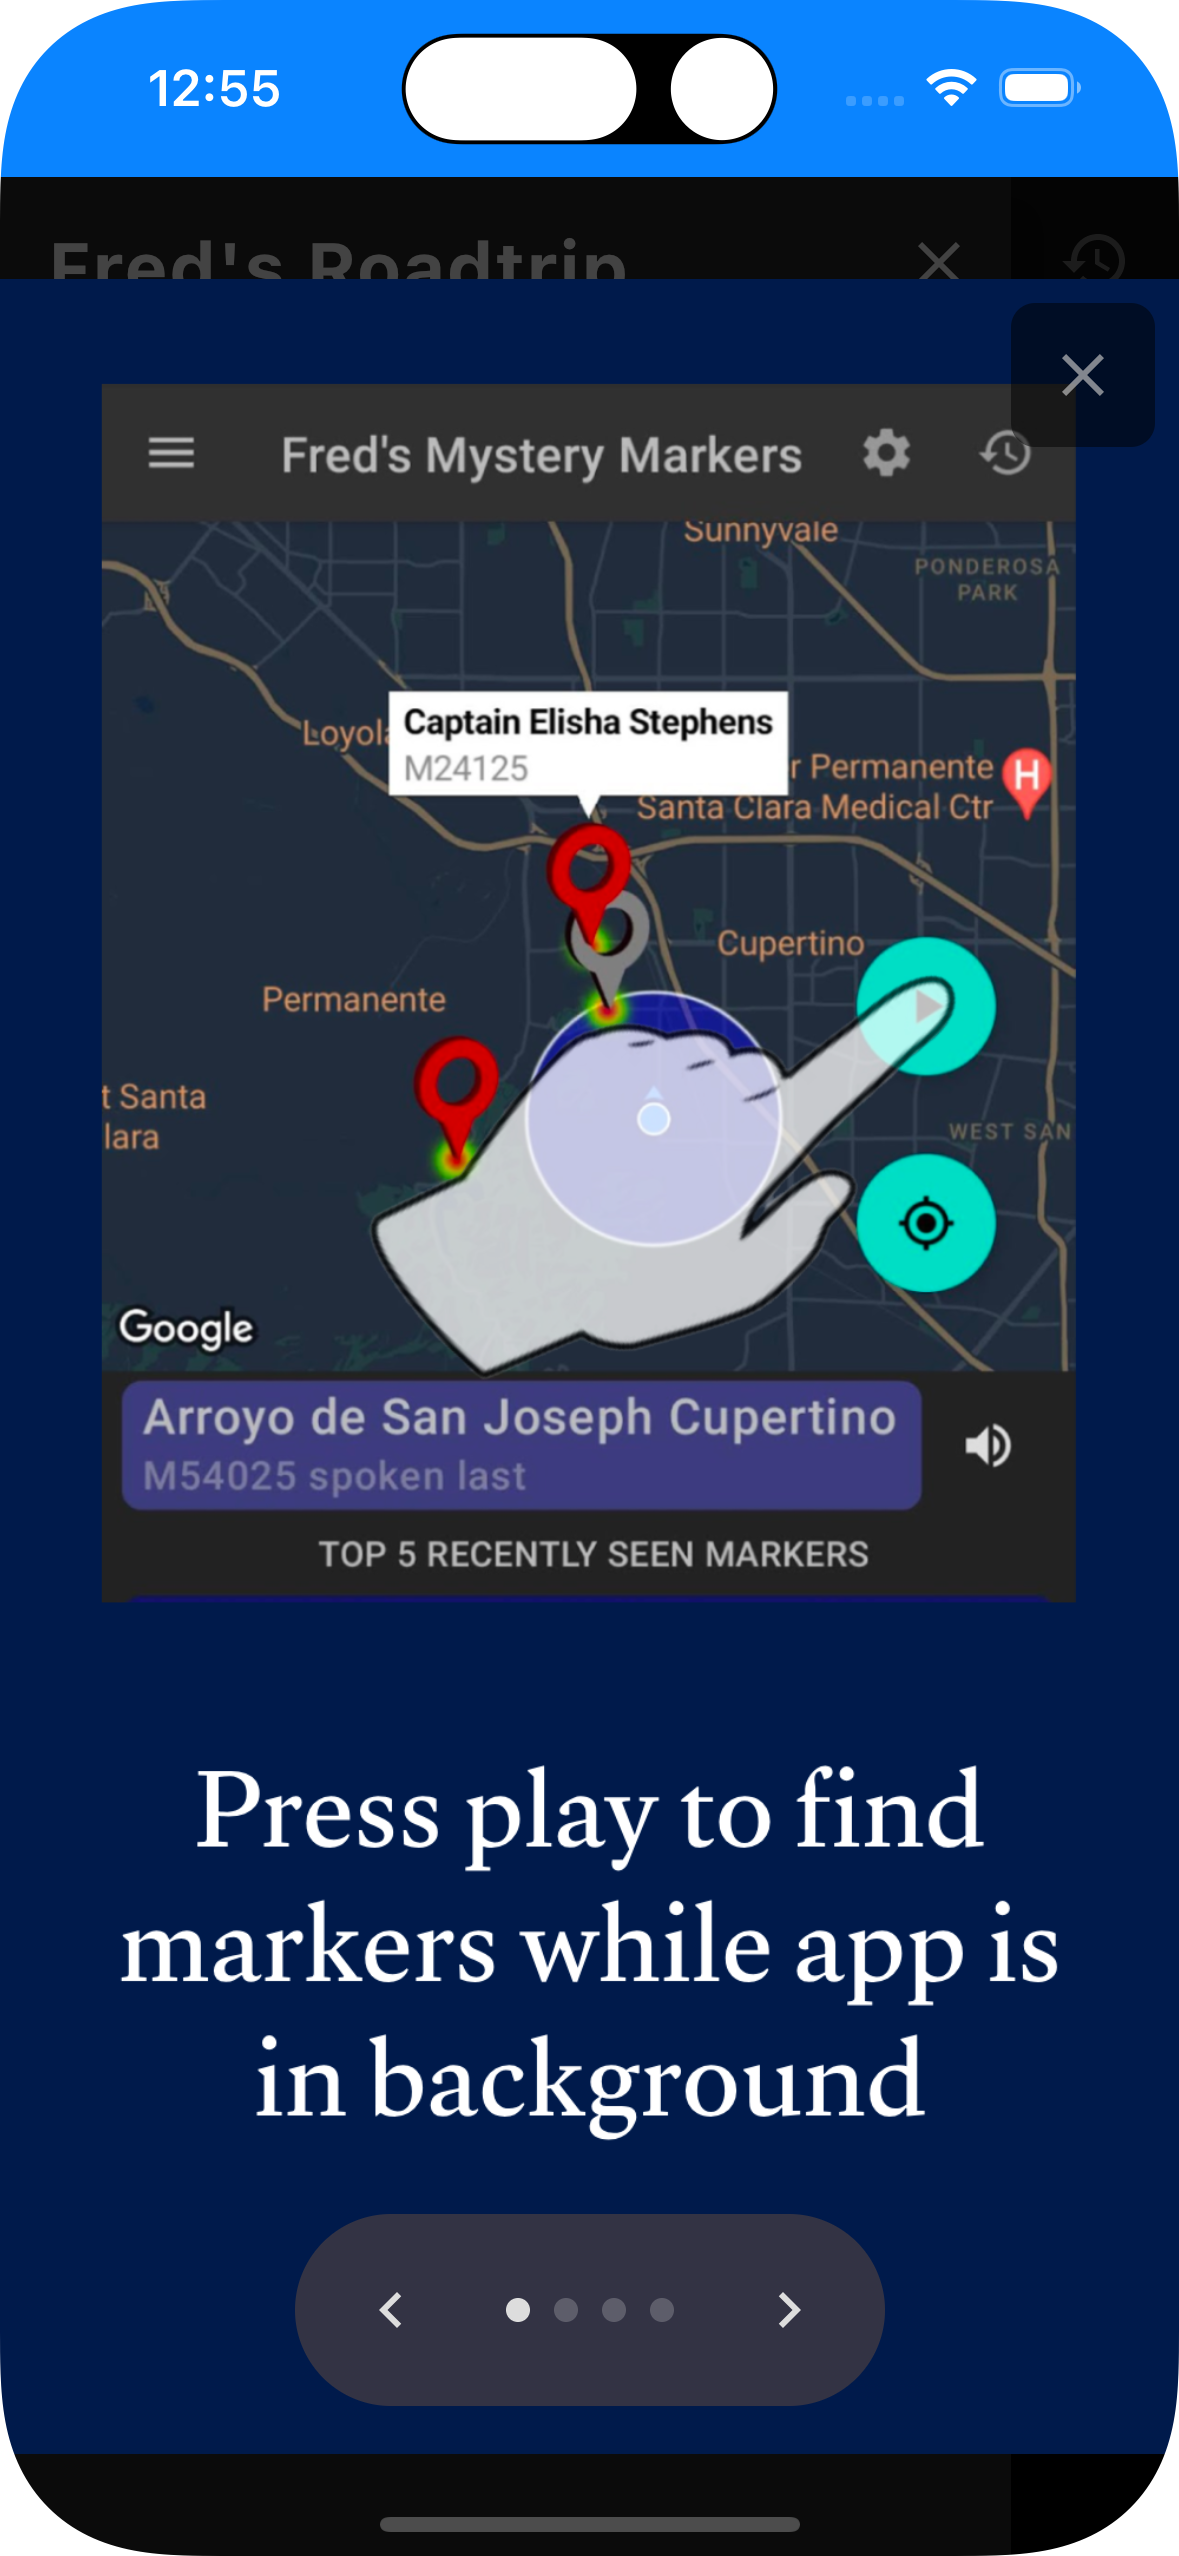 12:55
Fred's Roadtrip
Fred's Mystery Markers
Sunnyvale
PONDEROSA
PARK
Captain Elisha Stephens
M24125
Loyol
r Permanente
H
Santa Clara Medical Ctr
Cupertino
Permanente
t Santa
lara
WEST SAN
Google
Arroyo de San Joseph Cupertino
M54025 spoken last
TOP 5 RECENTLY SEEN MARKERS
Press play to find
markers while app is
in background